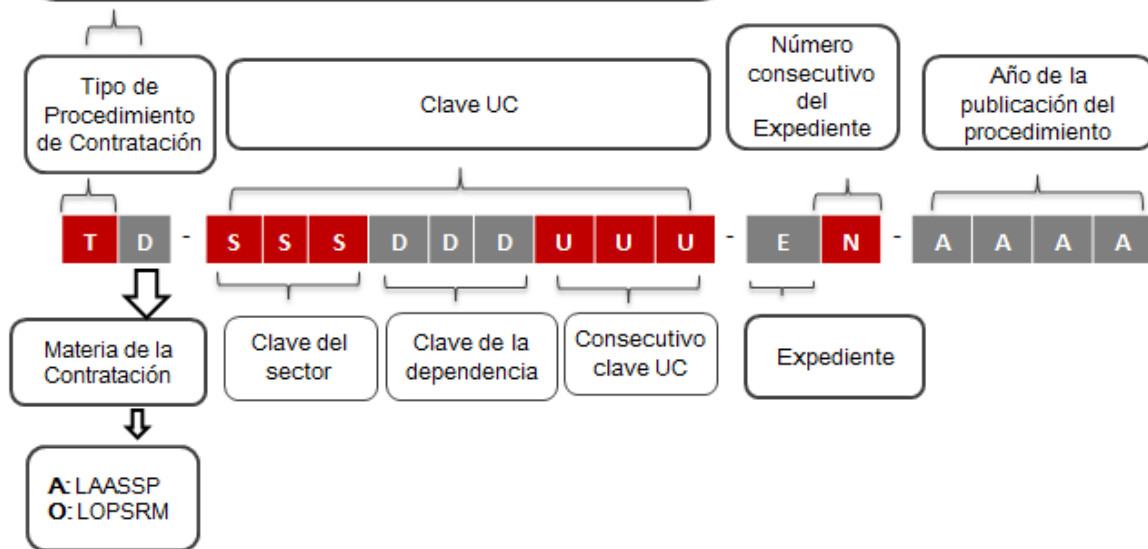 Tipo de
Procedimiento
de Contratación
Clave UC
Número
consecutivo
del
Expediente
Año de la
publicación del
procedimiento
T D - S S S D D D U U U - E N - A A A A
Materia de la
Contratación
Clave del
sector
Clave de la
dependencia
Consecutivo
clave UC
Expediente
A: LAASSP
O: LOPSRM